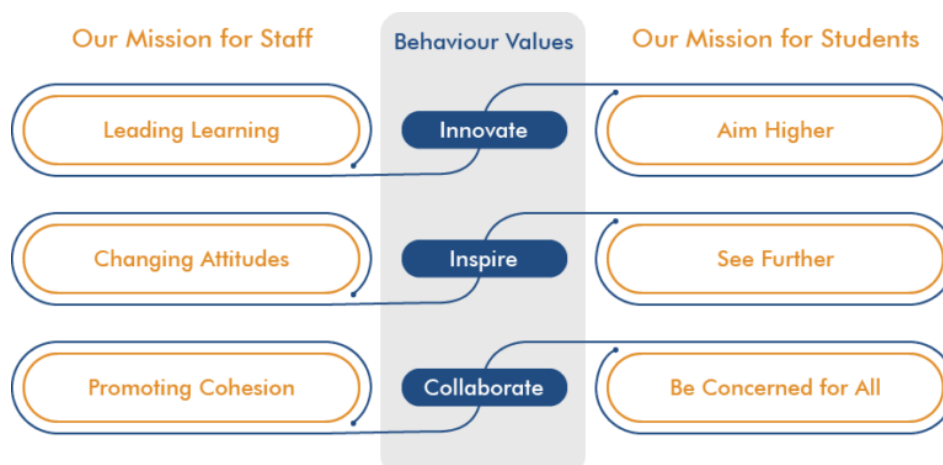 Our Mission for Staff
Behaviour Values
Our Mission for Students
Leading Learning
Innovate
Aim Higher
Changing Attitudes
Inspire
See Further
Promoting Cohesion
Collaborate
Be Concerned for All